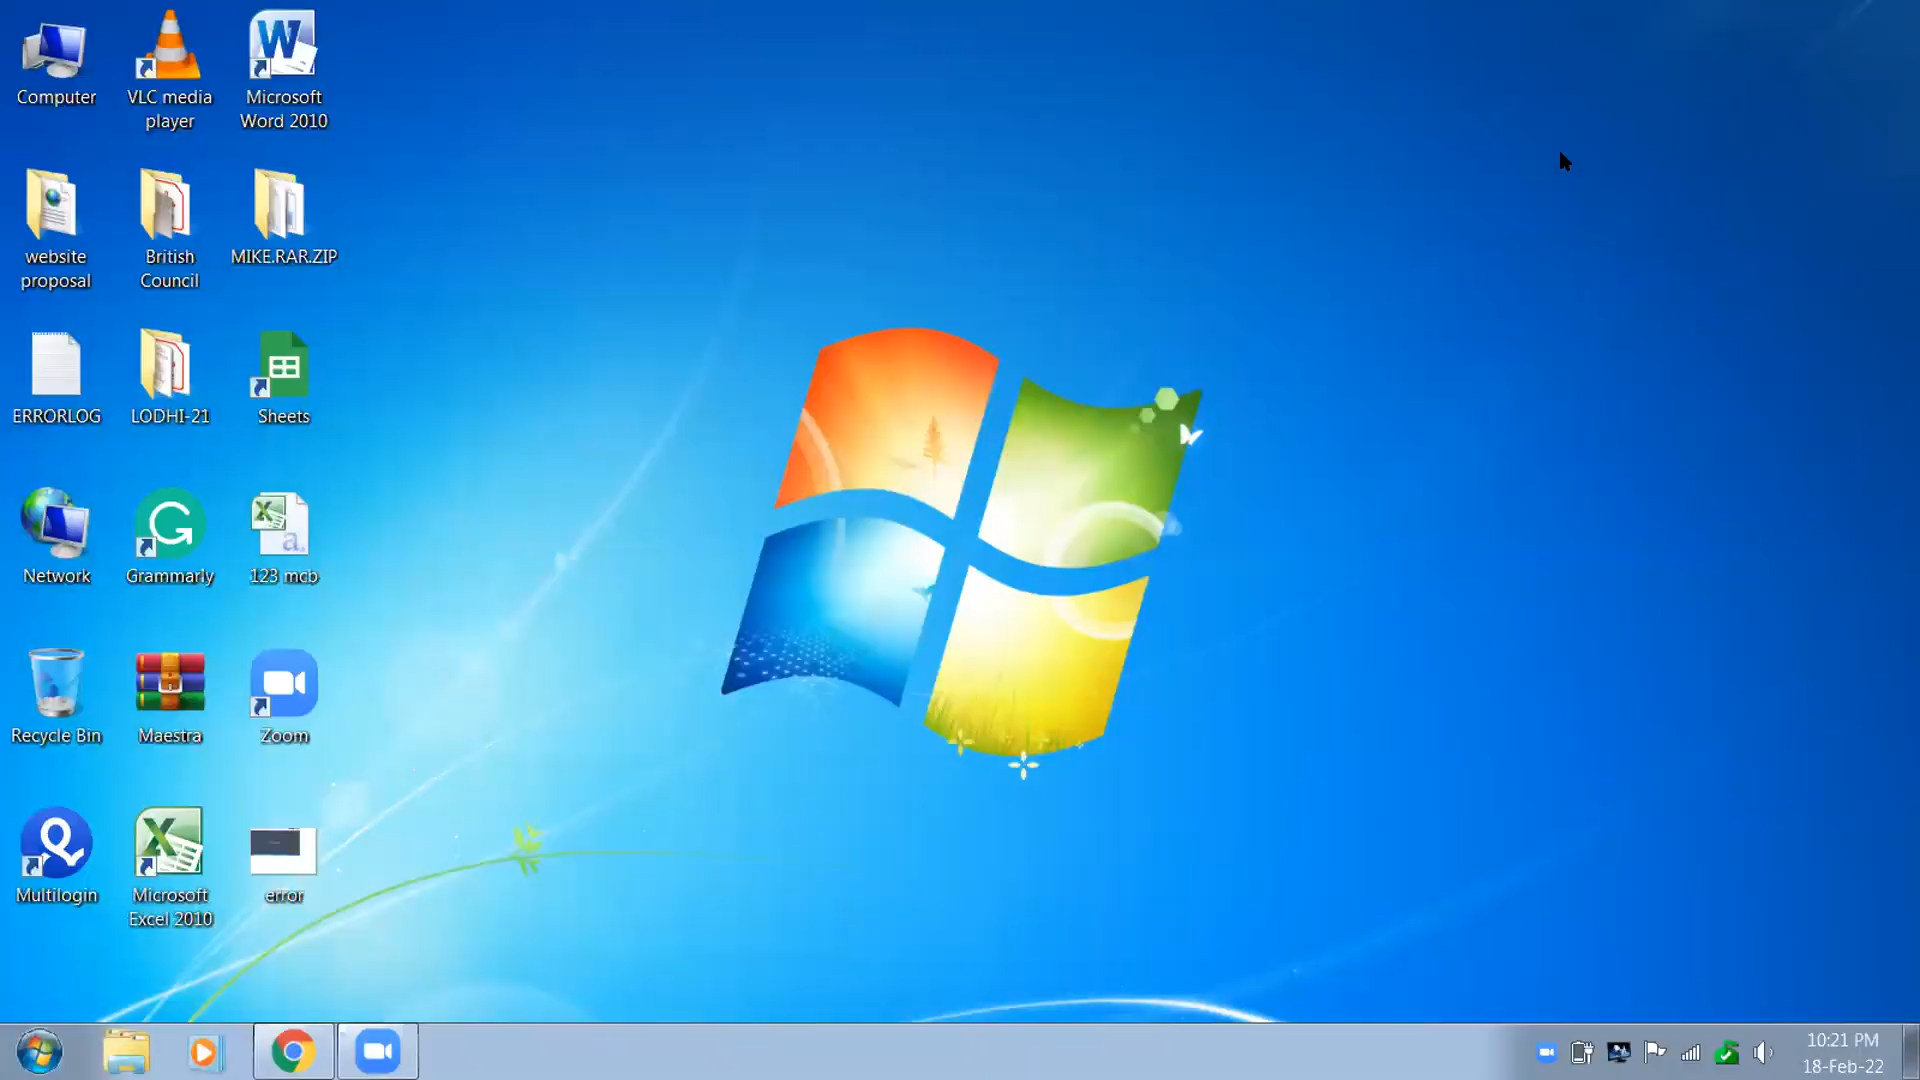 Computer
VLC media
player
Microsoft
Word 2010
website
proposal
British
Council
MIKE.RAR.ZIP
ERRORLOG
LODHI-21
Sheets
Network
Grammarly
123 mcb
Recycle Bin
Maestra
Zoom
Multilogin
Microsoft
Excel 2010
error
10:21 PM
18-Feb-22